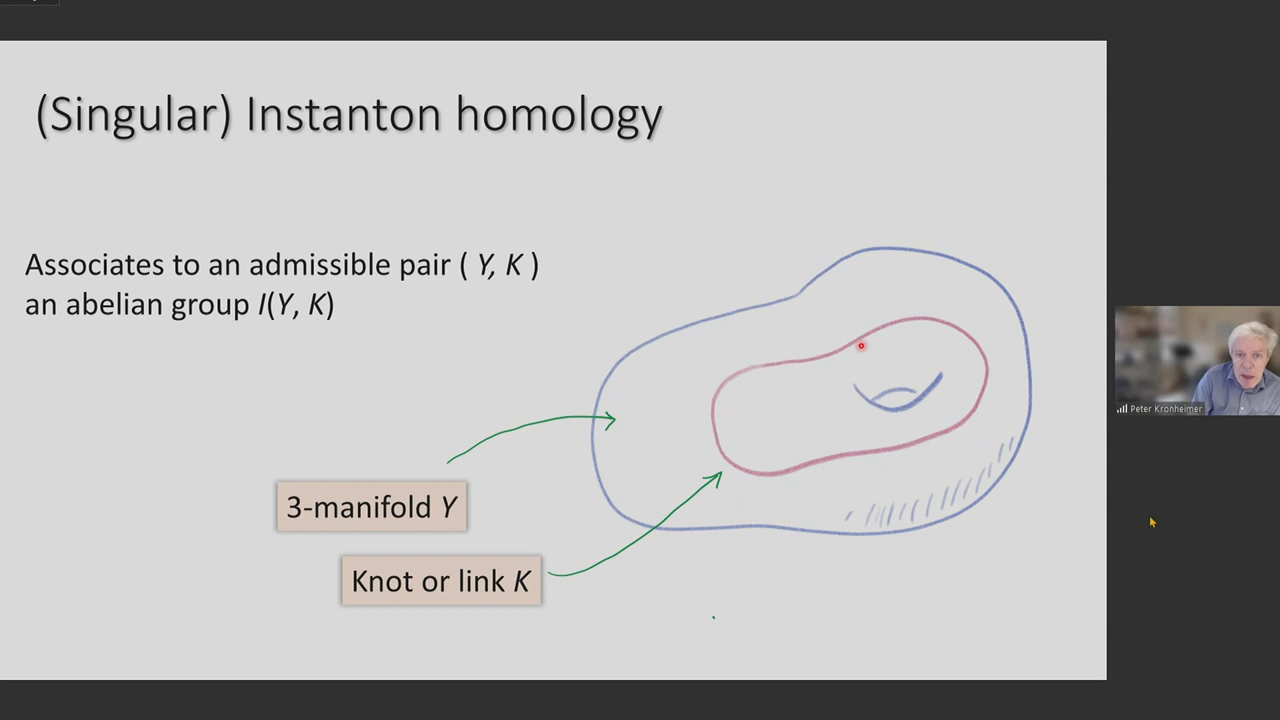 (Singular) Instanton homology
Associates to an admissible pair ( Y, K )
an abelian group I(Y, K)
3-manifold Y
Knot or link K
Peter Kronheimer